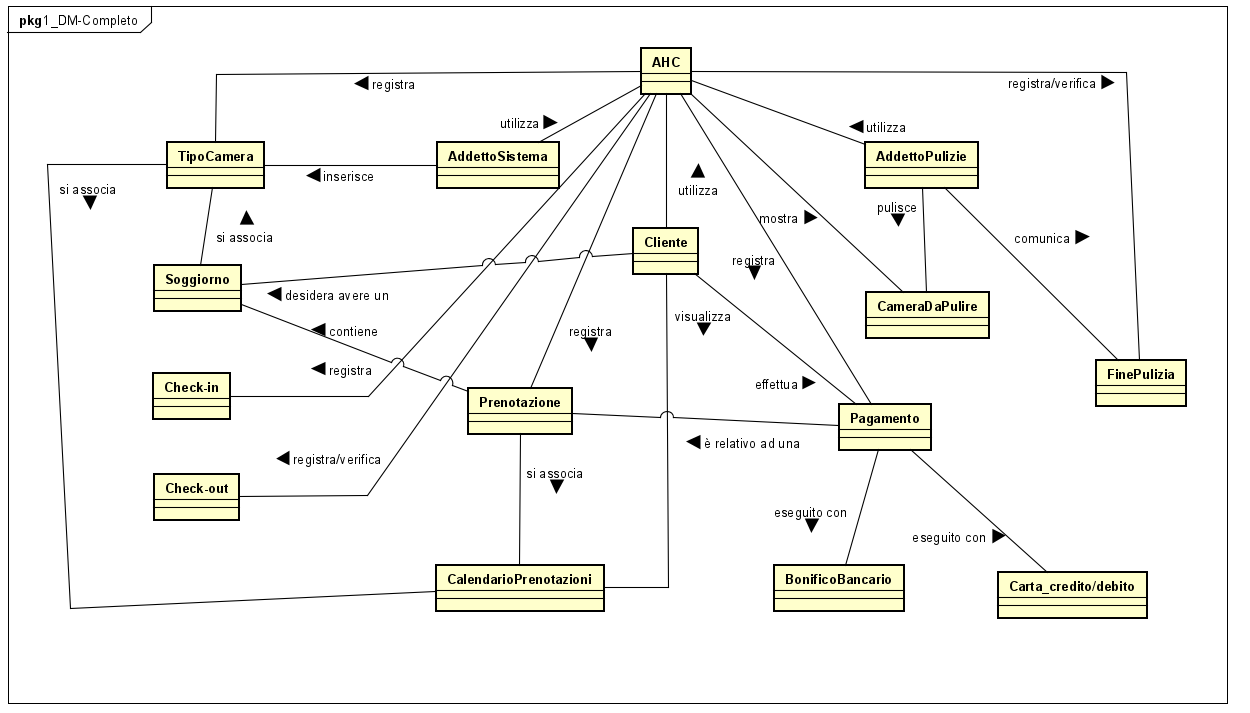 pkg 1_DM-Completo
AHC
registra
registra/verifica
utilizza
utilizza
TipoCamera
AddettoSistema
AddettoPulizie
inserisce
si associa
utilizza
pulisce
mostra
si associa
comunica
Cliente
registra
Soggiorno
desidera avere un
CameraDaPulire
visualizza
contiene
registra
registra
FinePulizia
Check-in
effettua
Prenotazione
Pagamento
è relativo ad una
registra/verifica
si associa
Check-out
eseguito con
eseguito con
CalendarioPrenotazioni
BonificoBancario
Carta_credito/debito